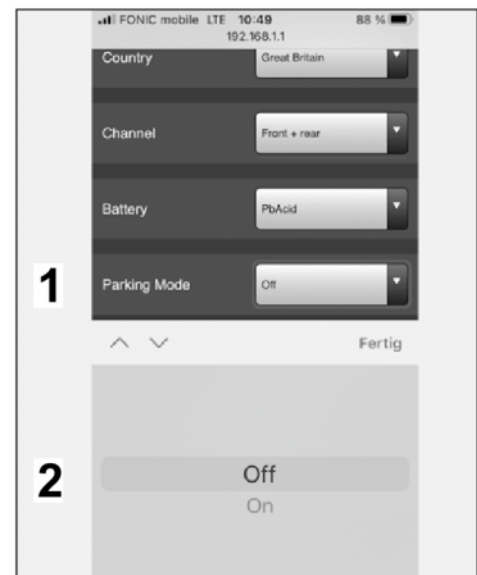 FONIC mobile LTE 10:49 88 %
192.168.1.1
Country Great Britain
Channel Front + rear
Battery PbAcid
1 Parking Mode Off
Fertig
2 Off
On